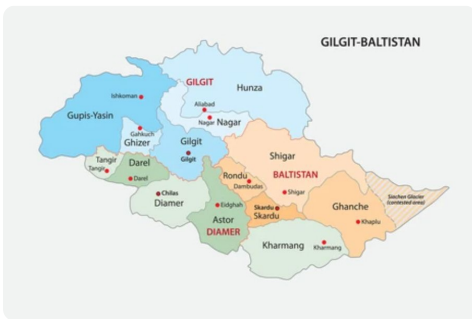 GILGIT-BALTISTAN
GILGIT
Hunza
Ishkoman
Aliabad
Gupis-Yasin
Nagar
Nagar
Gahkuch
Ghizer
Gilgit
Gilgit
Tangir
Tangir
Darel
Darel
Shigar
Rondu
BALTISTAN
Dambudas
Chilas
Diamer
Shigar
Siachen Glacier
(contested area)
Eidghah
Skardu
Skardu
Ghanche
Khaplu
Astor
DIAMER
Kharmang
Kharmang